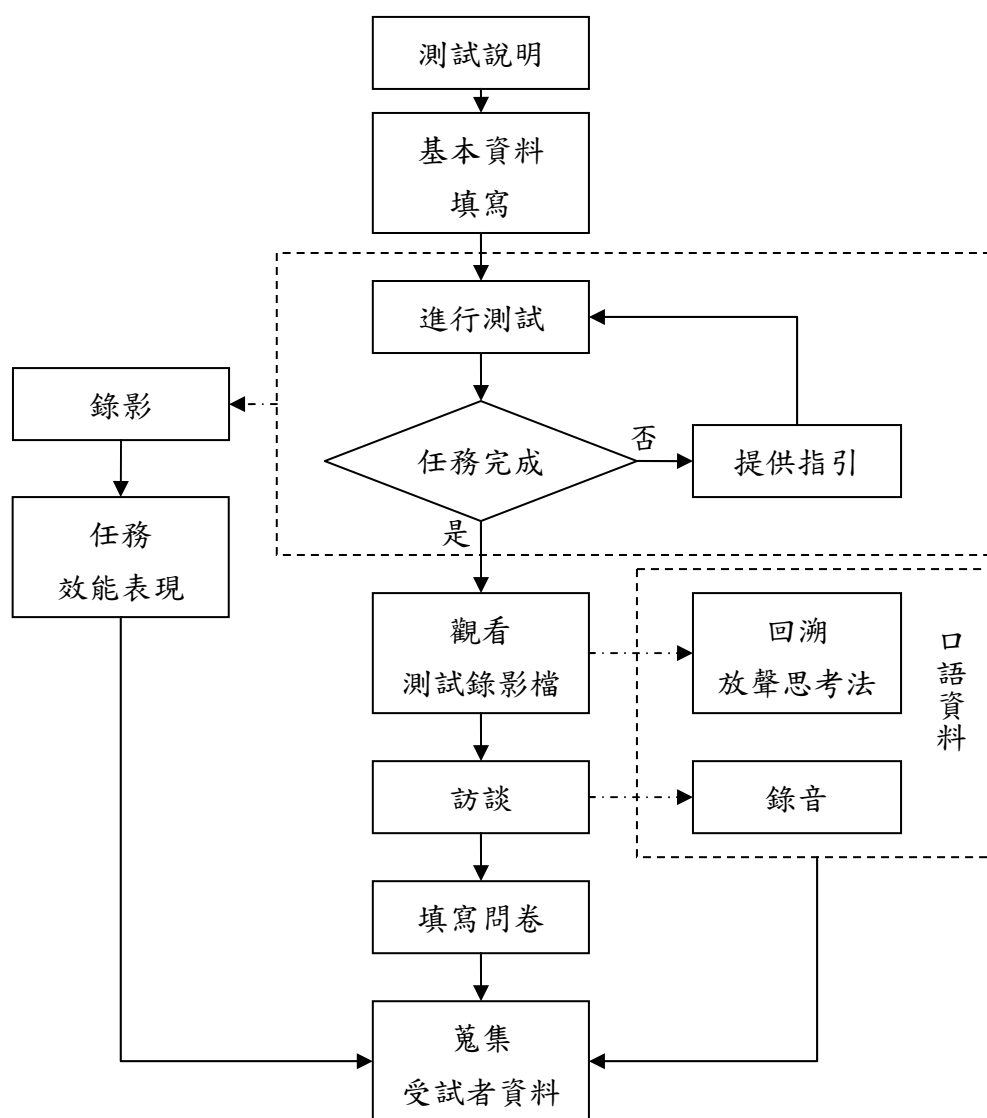 測試說明
基本資料
填寫
進行測試
錄影
任務完成
否
提供指引
是
任務
效能表現
觀看
測試錄影檔
回溯
放聲思考法
口語資料
訪談
錄音
填寫問卷
蒐集
受試者資料